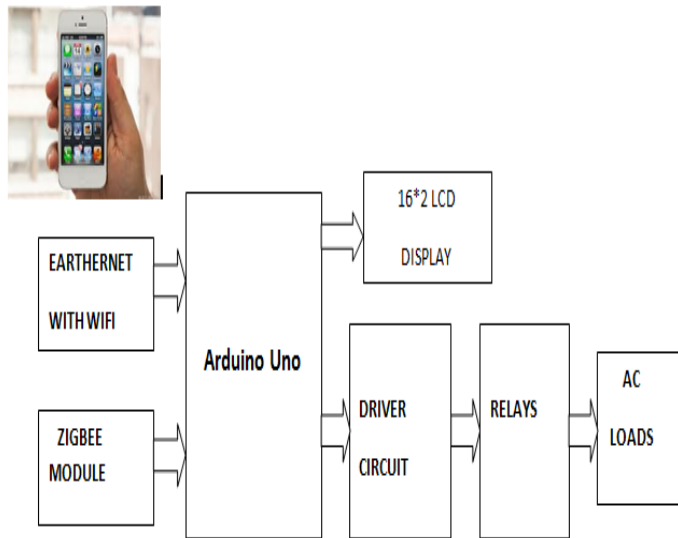 16*2 LCD
DISPLAY
EARTHERNET
WITH WIFI
Arduino Uno
DRIVER
CIRCUIT
RELAYS
AC
LOADS
ZIGBEE
MODULE